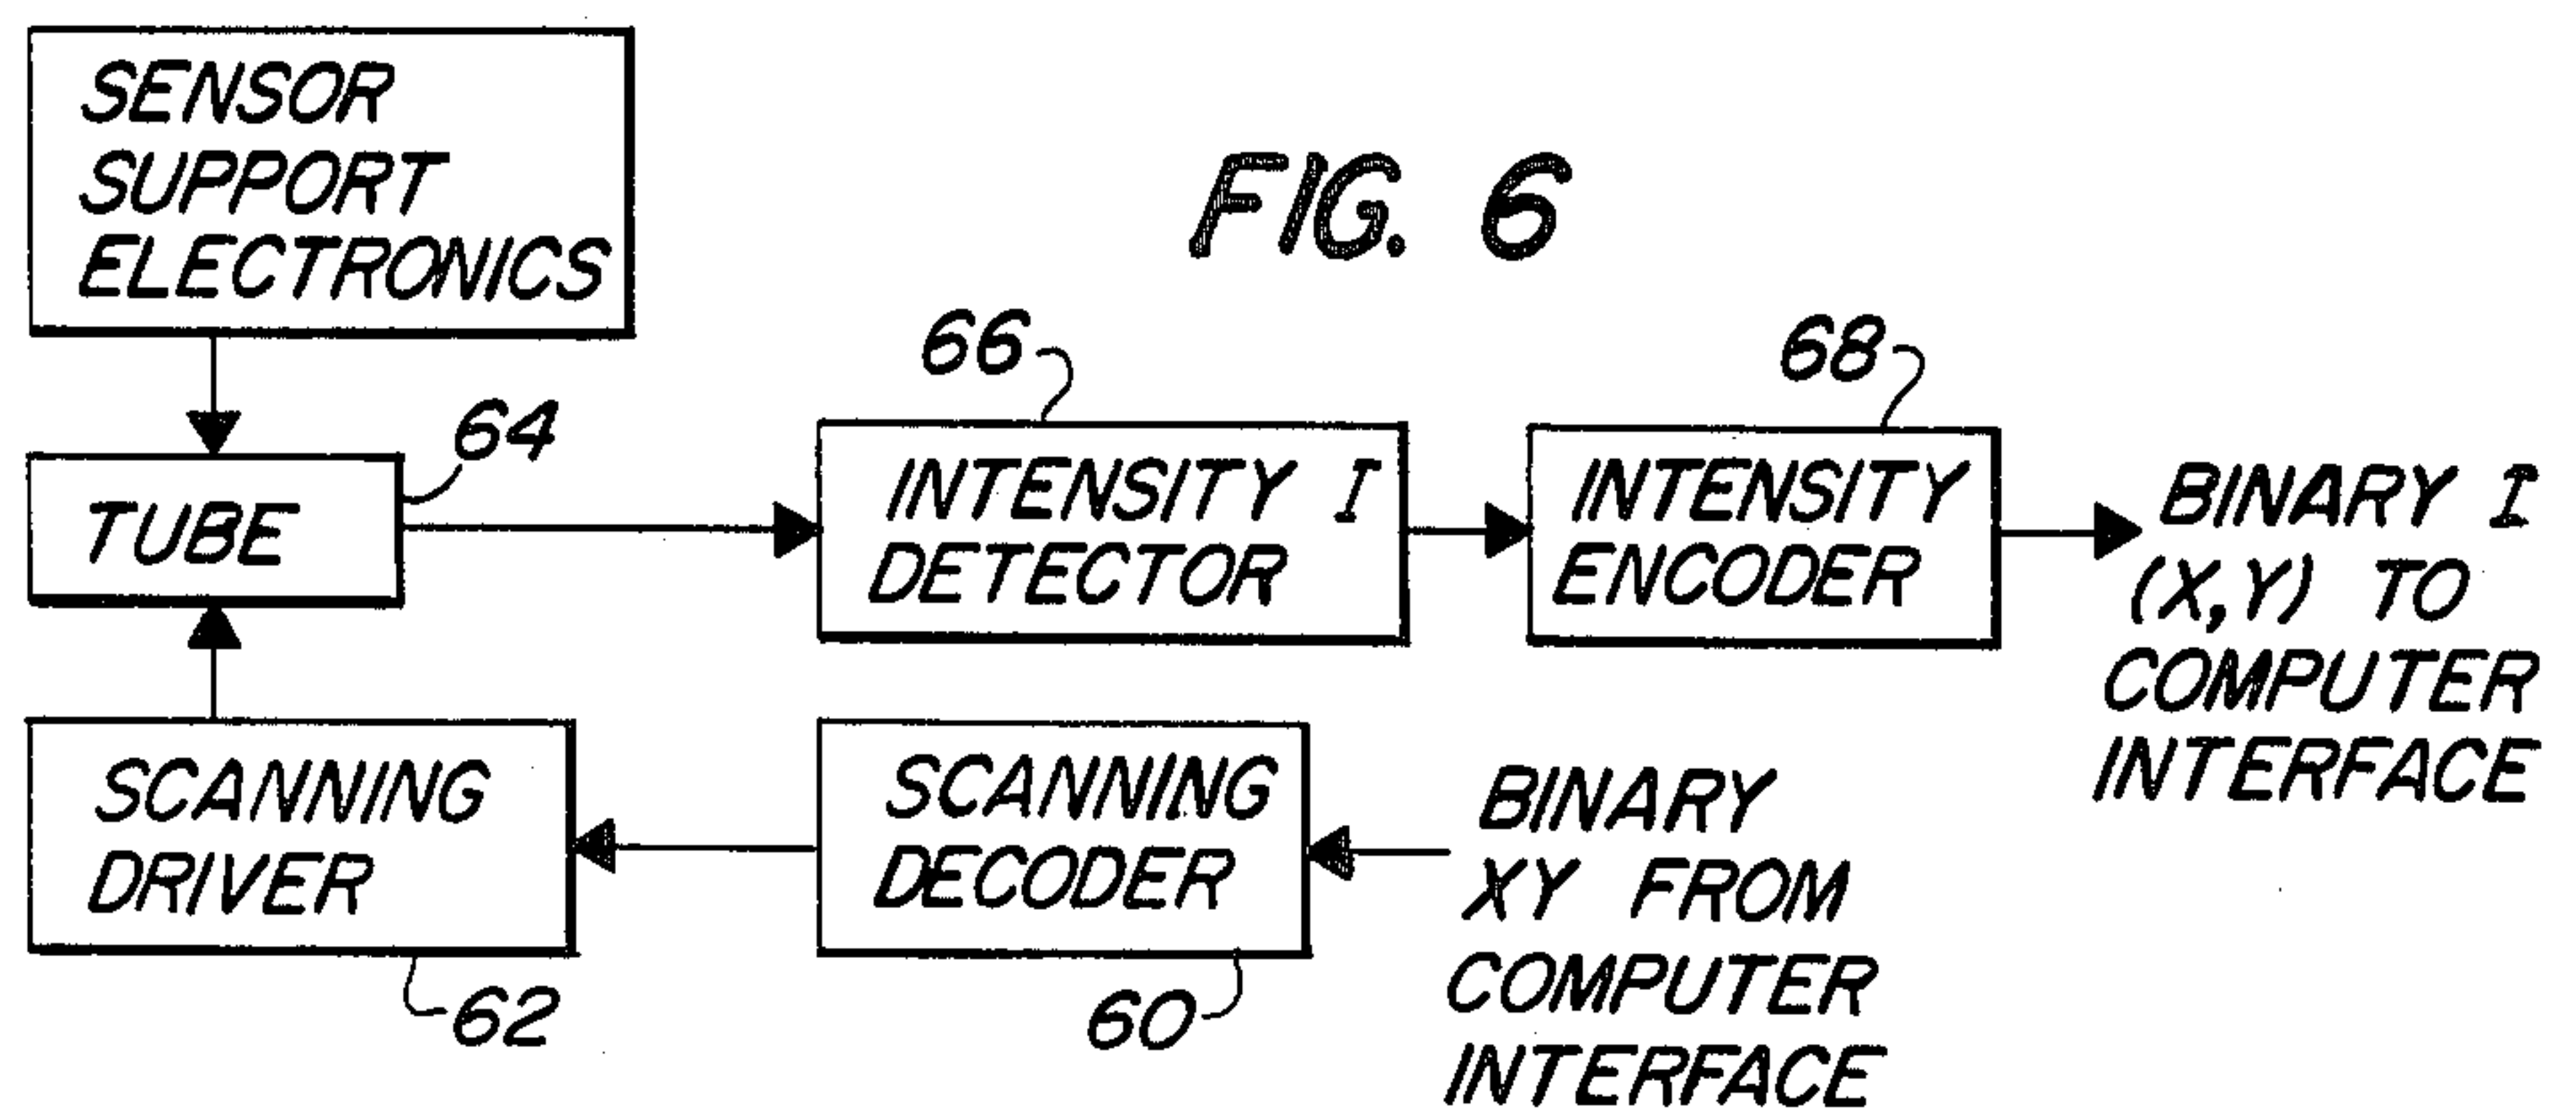 SENSOR
SUPPORT
ELECTRONICS
FIG. 6
64
TUBE
66
INTENSITY I
DETECTOR
68
INTENSITY
ENCODER
BINARY I
(X,Y) TO
COMPUTER
INTERFACE
SCANNING
DRIVER
62
SCANNING
DECODER
60
BINARY
XY FROM
COMPUTER
INTERFACE